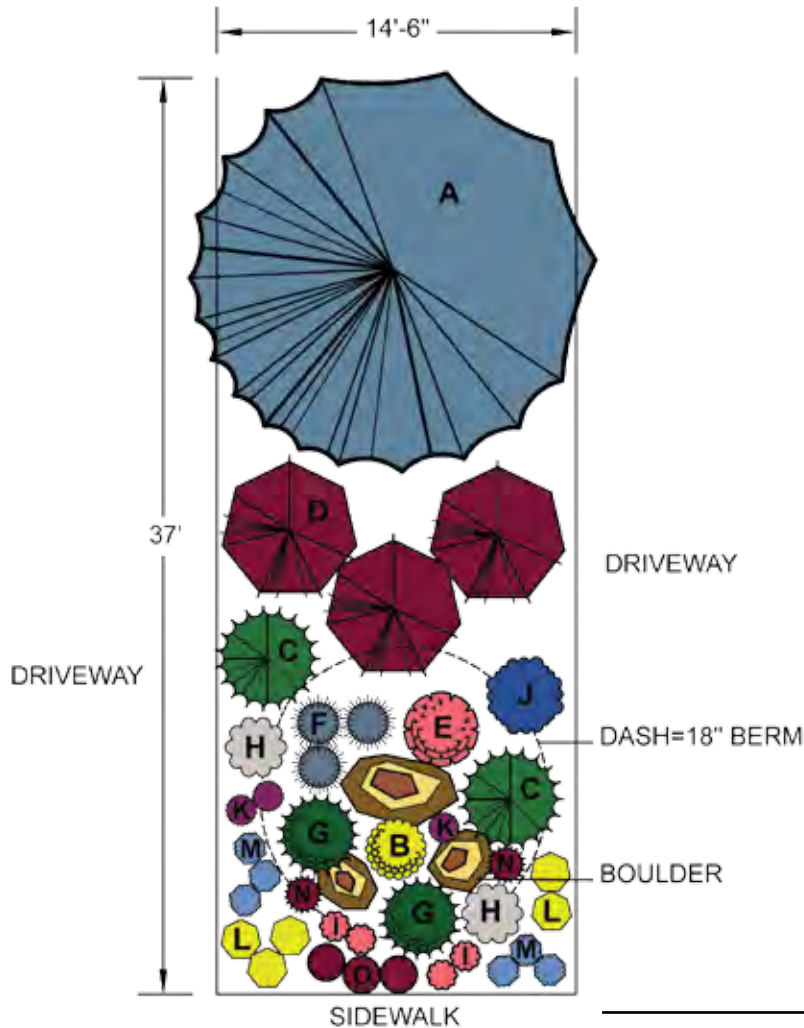 14'-6"
A
37'
D
DRIVEWAY
C
DRIVEWAY
J
F
E
H
DASH=18" BERM
C
K
G
K
B
M
N
BOULDER
N
L
H
I
G
L
M
I
O
SIDEWALK